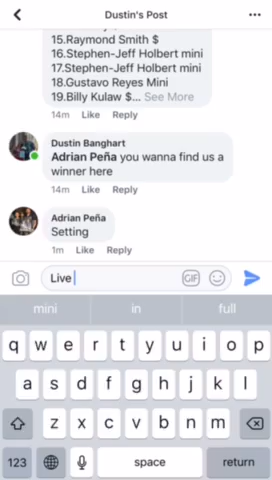 Dustin's Post
15.Raymond Smith $
16.Stephen-Jeff Holbert mini
17.Stephen-Jeff Holbert mini
18.Gustavo Reyes Mini
19.Billy Kulaw $... See More
14m Like Reply
Dustin Banghart
Adrian Peña you wanna find us a
winner here
14m Like Reply
Adrian Peña
Setting
1m Like Reply
Live
GIF
mini in full
q w e r t y u i o p
a s d f g h j k l
z x c v b n m
123 space return